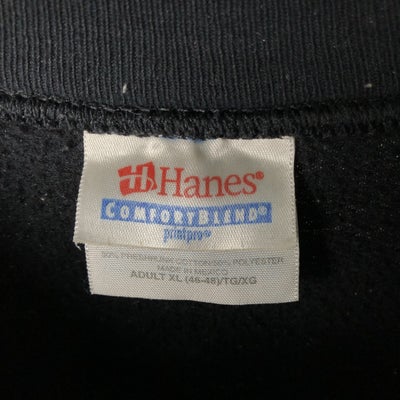 Hanes®
COMFORTBLEND®
printpro®
50% PRESHRUNK COTTON/50% POLYESTER
MADE IN MEXICO
ADULT XL (46-48)/TG/XG